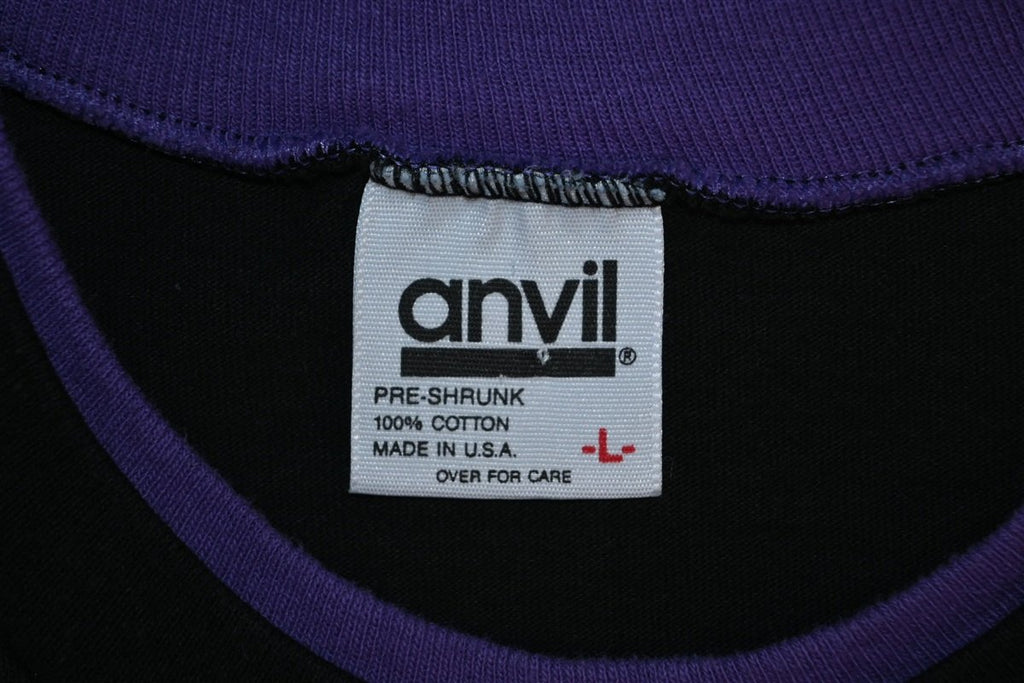 anvil®
PRE-SHRUNK
100% COTTON
MADE IN U.S.A.
-L-
OVER FOR CARE